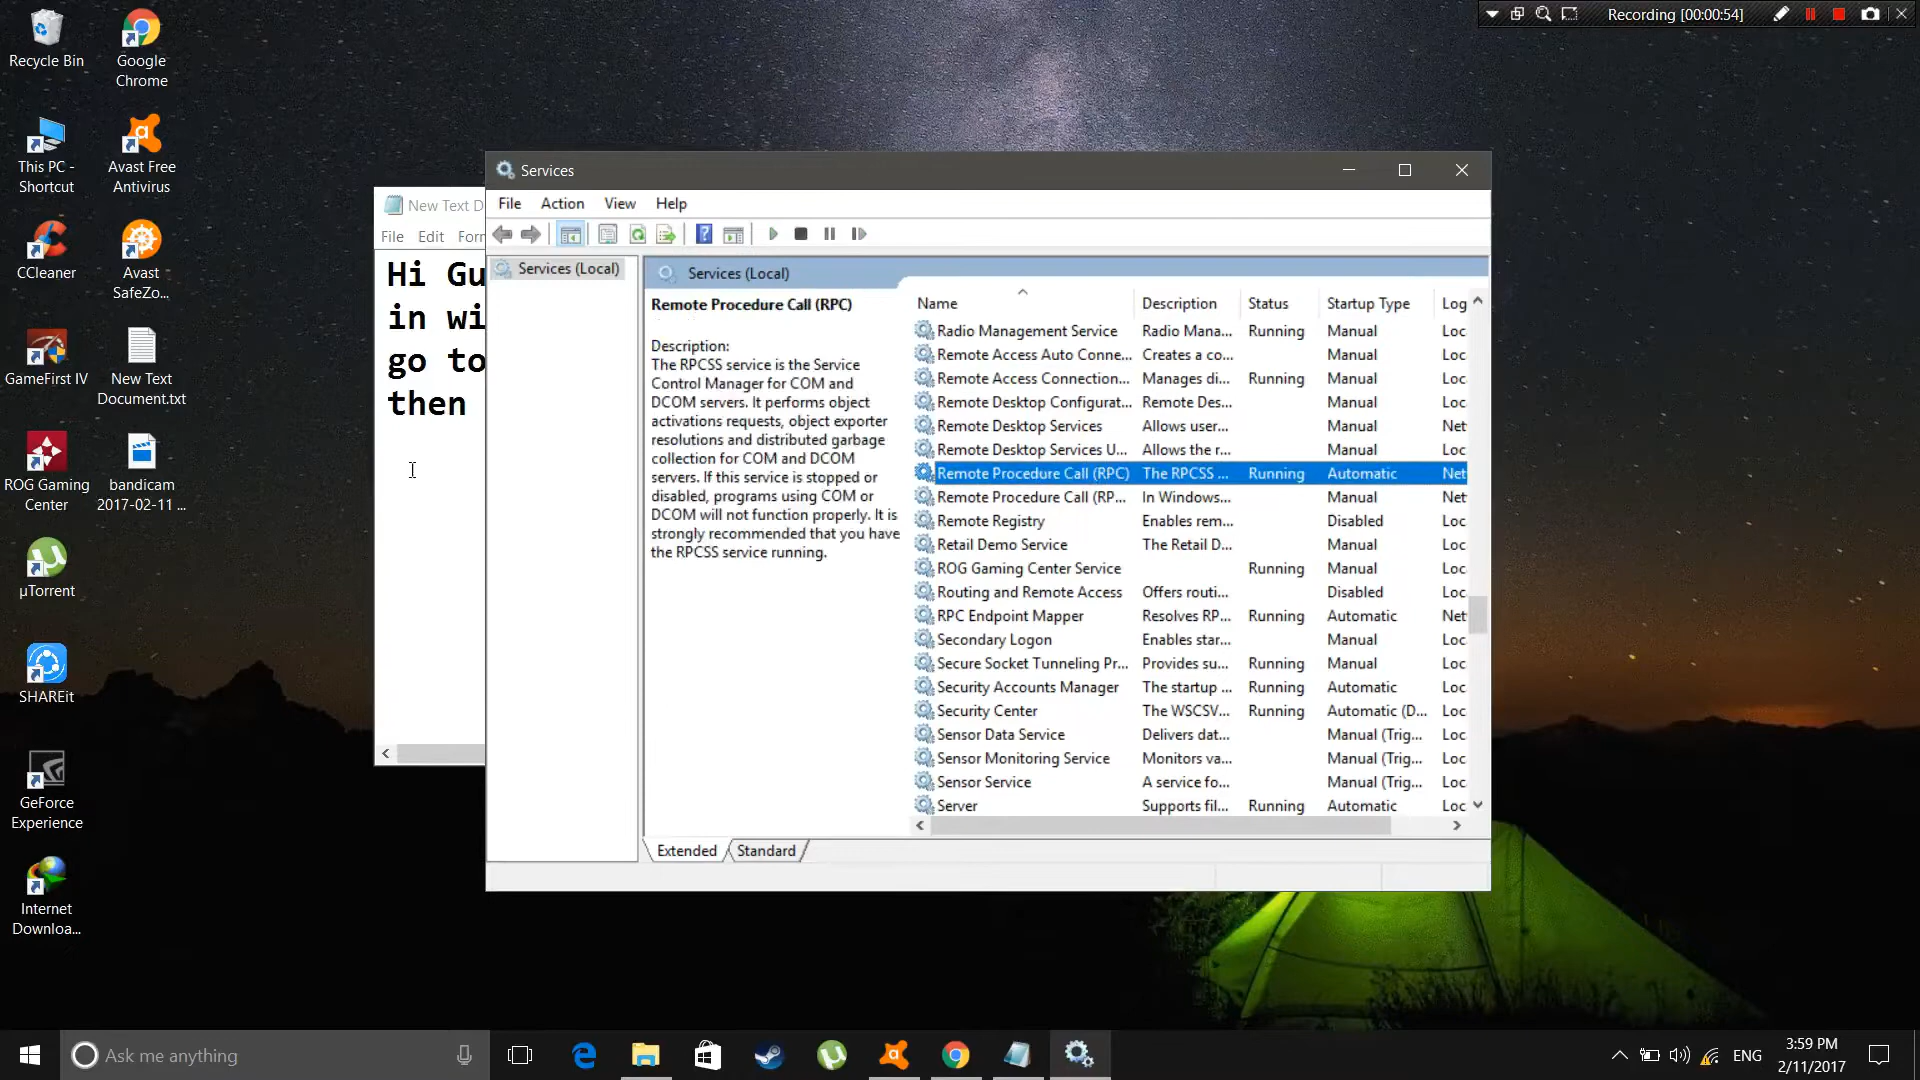 Recording [00:00:54]
Recycle Bin
Google Chrome
This PC - Shortcut
Avast Free Antivirus
CCleaner
Avast SafeZo...
GameFirst IV
New Text Document.txt
ROG Gaming Center
bandicam 2017-02-11 ...
µTorrent
SHAREit
GeForce Experience
Internet Downloa...
New Text D
File Edit Forr
Hi Gu
in wi
go to
then
Services
File Action View Help
Services (Local)
Services (Local)
Remote Procedure Call (RPC)
Description:
The RPCSS service is the Service
Control Manager for COM and
DCOM servers. It performs object
activations requests, object exporter
resolutions and distributed garbage
collection for COM and DCOM
servers. If this service is stopped or
disabled, programs using COM or
DCOM will not function properly. It is
strongly recommended that you have
the RPCSS service running.
Name Description Status Startup Type Log
Radio Management Service Radio Mana... Running Manual Loc
Remote Access Auto Conne... Creates a co... Manual Loc
Remote Access Connection... Manages di... Running Manual Loc
Remote Desktop Configurat... Remote Des... Manual Loc
Remote Desktop Services Allows user... Manual Net
Remote Desktop Services U... Allows the r... Manual Loc
Remote Procedure Call (RPC) The RPCSS ... Running Automatic Net
Remote Procedure Call (RP... In Windows... Manual Net
Remote Registry Enables rem... Disabled Loc
Retail Demo Service The Retail D... Manual Loc
ROG Gaming Center Service Running Manual Loc
Routing and Remote Access Offers routi... Disabled Loc
RPC Endpoint Mapper Resolves RP... Running Automatic Net
Secondary Logon Enables star... Manual Loc
Secure Socket Tunneling Pr... Provides su... Running Manual Loc
Security Accounts Manager The startup ... Running Automatic Loc
Security Center The WSCSV... Running Automatic (D... Loc
Sensor Data Service Delivers dat... Manual (Trig... Loc
Sensor Monitoring Service Monitors va... Manual (Trig... Loc
Sensor Service A service fo... Manual (Trig... Loc
Server Supports fil... Running Automatic Loc
Extended Standard
Ask me anything
ENG
3:59 PM
2/11/2017